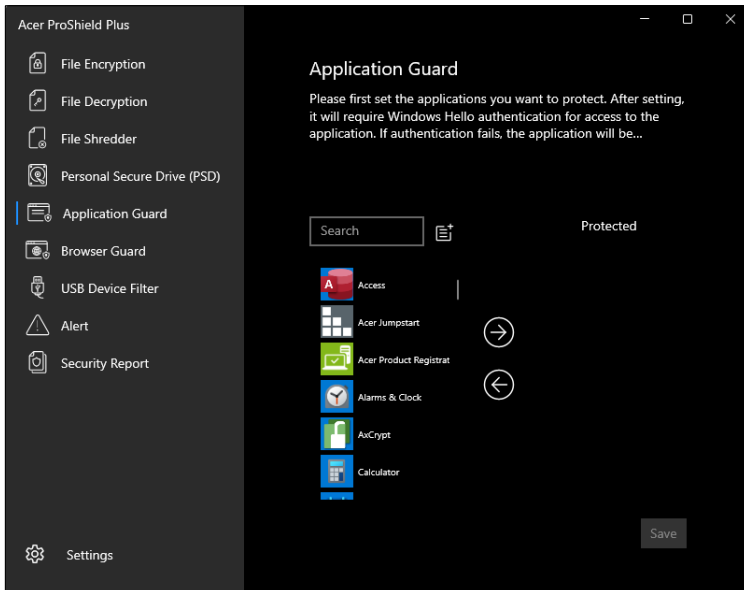 Acer ProShield Plus
File Encryption
File Decryption
File Shredder
Personal Secure Drive (PSD)
Application Guard
Browser Guard
USB Device Filter
Alert
Security Report
Settings
Application Guard
Please first set the applications you want to protect. After setting,
it will require Windows Hello authentication for access to the
application. If authentication fails, the application will be...
Search
Protected
A
Access
Acer Jumpstart
Acer Product Registrat
Alarms & Clock
AxCrypt
Calculator
Save